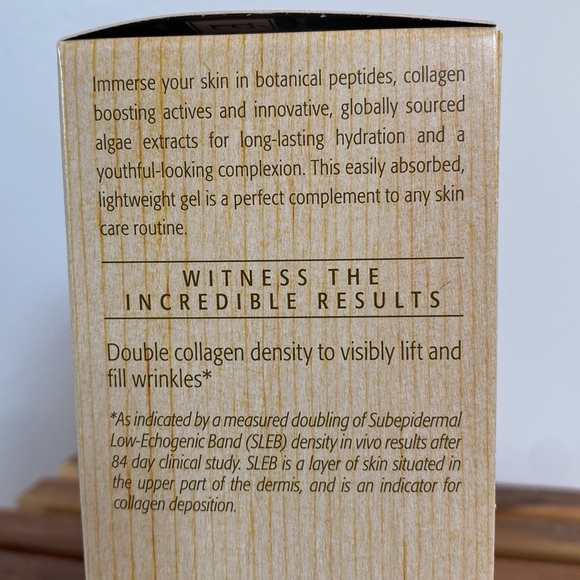 Immerse your skin in botanical peptides, collagen
boosting actives and innovative, globally sourced
algae extracts for long-lasting hydration and a
youthful-looking complexion. This easily absorbed,
lightweight gel is a perfect complement to any skin
care routine.
WITNESS THE
INCREDIBLE RESULTS
Double collagen density to visibly lift and
fill wrinkles*
*As indicated by a measured doubling of Subepidermal
Low-Echogenic Band (SLEB) density in vivo results after
84 day clinical study. SLEB is a layer of skin situated in
the upper part of the dermis, and is an indicator for
collagen deposition.